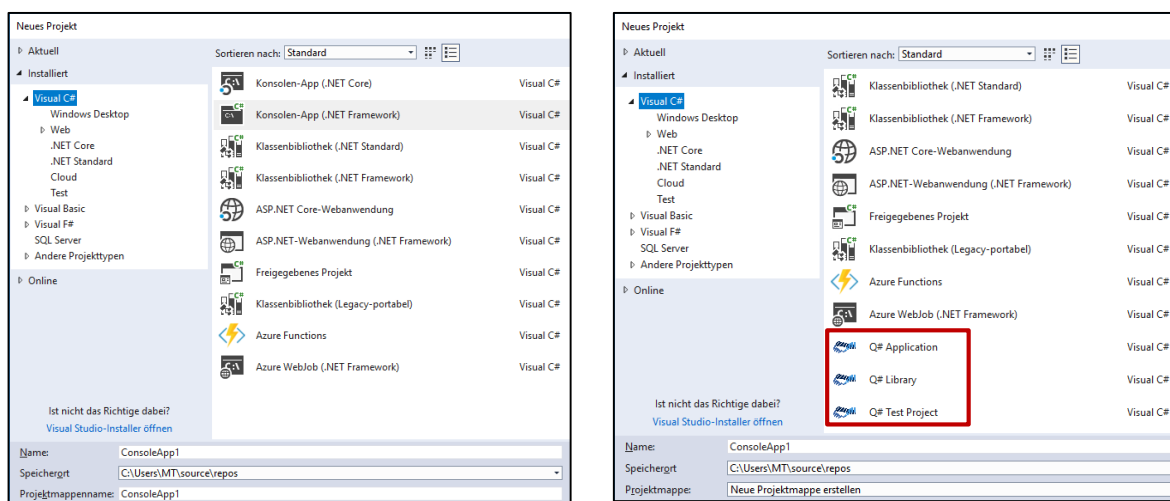 Neues Projekt
Aktuell
Sortieren nach: Standard
Installiert
Visual C#
Windows Desktop
Web
.NET Core
.NET Standard
Cloud
Test
Visual Basic
Visual F#
SQL Server
Andere Projekttypen
Online
Konsolen-App (.NET Core) Visual C#
Konsolen-App (.NET Framework) Visual C#
Klassenbibliothek (.NET Standard) Visual C#
Klassenbibliothek (.NET Framework) Visual C#
ASP.NET Core-Webanwendung Visual C#
ASP.NET-Webanwendung (.NET Framework) Visual C#
Freigegebenes Projekt Visual C#
Klassenbibliothek (Legacy-portabel) Visual C#
Azure Functions Visual C#
Azure WebJob (.NET Framework) Visual C#
Ist nicht das Richtige dabei?
Visual Studio-Installer öffnen
Name: ConsoleApp1
Speicherort C:\Users\MT\source\repos
Projektmappenname: ConsoleApp1
Neues Projekt
Aktuell
Sortieren nach: Standard
Installiert
Visual C#
Windows Desktop
Web
.NET Core
.NET Standard
Cloud
Test
Visual Basic
Visual F#
SQL Server
Andere Projekttypen
Online
Klassenbibliothek (.NET Standard) Visual C#
Klassenbibliothek (.NET Framework) Visual C#
ASP.NET Core-Webanwendung Visual C#
ASP.NET-Webanwendung (.NET Framework) Visual C#
Freigegebenes Projekt Visual C#
Klassenbibliothek (Legacy-portabel) Visual C#
Azure Functions Visual C#
Azure WebJob (.NET Framework) Visual C#
Q# Application Visual C#
Q# Library Visual C#
Q# Test Project Visual C#
Ist nicht das Richtige dabei?
Visual Studio-Installer öffnen
Name: ConsoleApp1
Speicherort C:\Users\MT\source\repos
Projektmappe: Neue Projektmappe erstellen